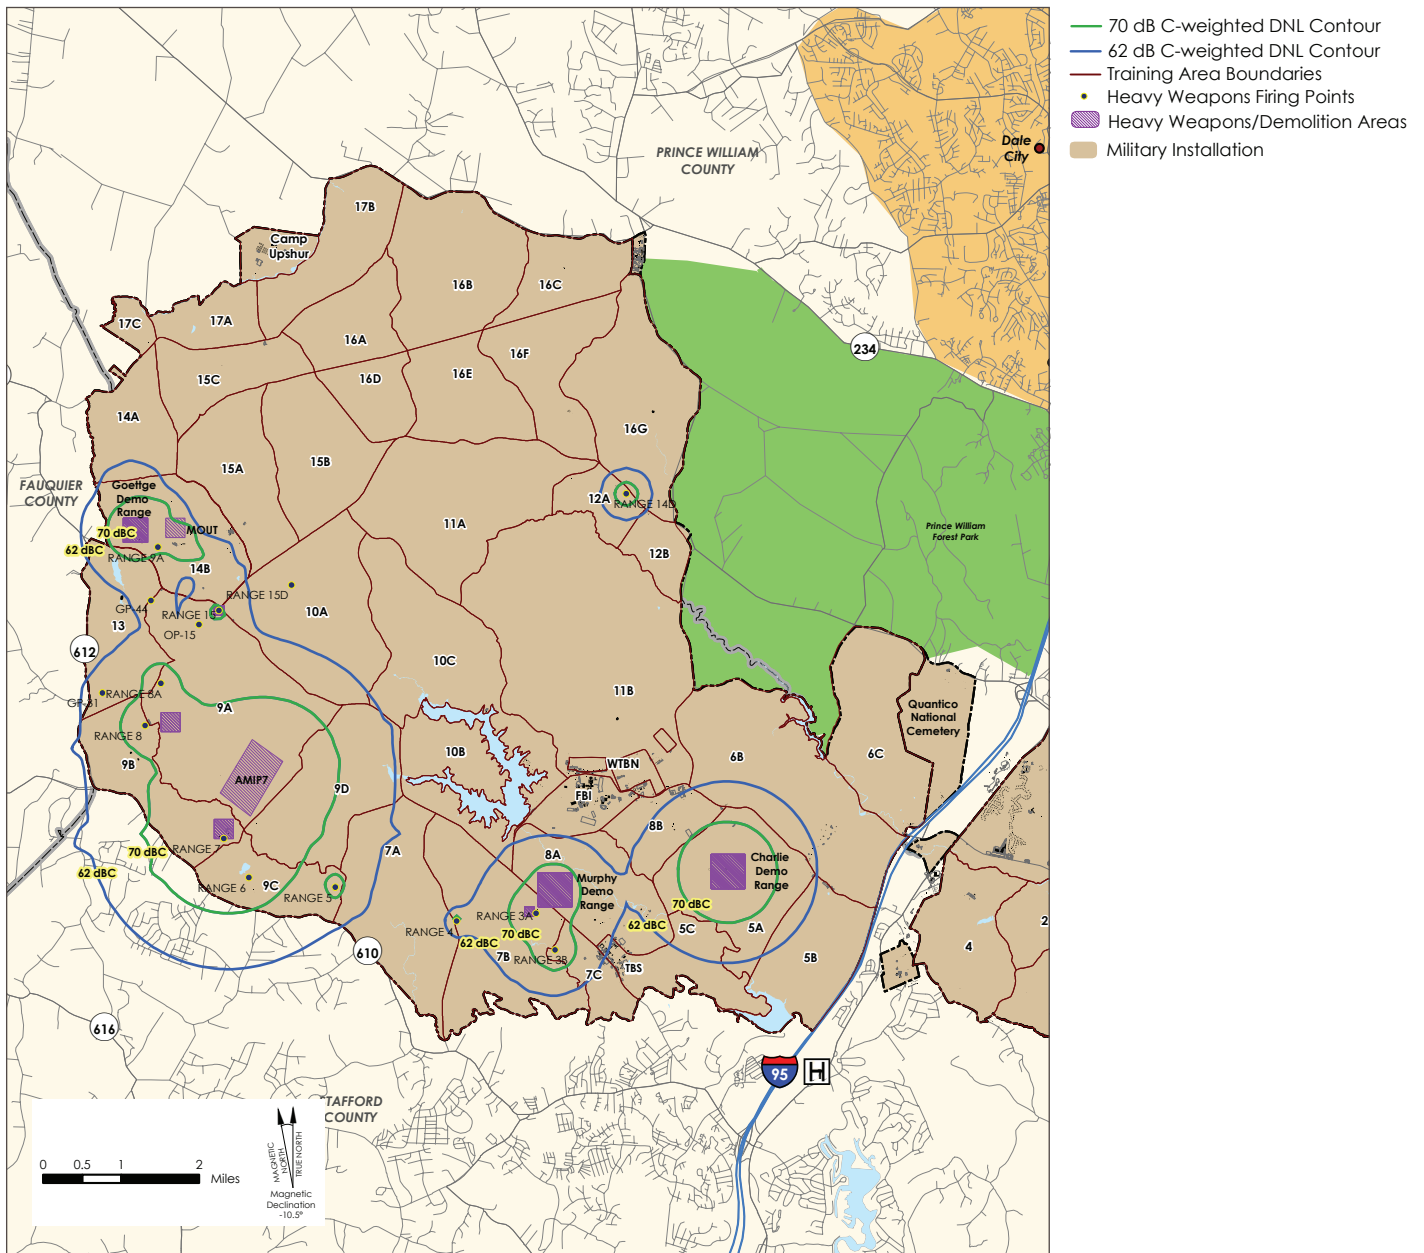 70 dB C-weighted DNL Contour
62 dB C-weighted DNL Contour
Training Area Boundaries
Heavy Weapons Firing Points
Heavy Weapons/Demolition Areas
Military Installation
Dale
City
PRINCE WILLIAM
COUNTY
17B
Camp
Upshur
16B
16C
17C
17A
16A
16F
234
15C
16D
16E
14A
16G
15A
15B
FAUQUIER
COUNTY
Goettge
Demo
Range
12A
RANGE 14D
11A
70 dBC
MOUT
62 dBC
RANGE 9A
Prince William
Forest Park
12B
14B
RANGE 15D
GP-44
RANGE 15
10A
13
OP-15
612
10C
11B
RANGE 8A
GP-31
9A
Quantico
National
Cemetery
RANGE 8
10B
6B
6C
9B
WTBN
AMIP7
9D
FBI
8B
70 dBC
RANGE 7
7A
8A
Charlie
Demo
Range
62 dBC
Murphy
Demo
Range
RANGE 6
9C
RANGE 5
70 dBC
RANGE 3A
RANGE 4
62 dBC
5C
5A
2
70 dBC
62 dBC
4
610
7B
RANGE 3B
5B
7C
TBS
616
95
H
STAFFORD
COUNTY
MAGNETIC
NORTH
TRUE NORTH
0
0.5
1
2
Miles
Magnetic
Declination
-10.5°